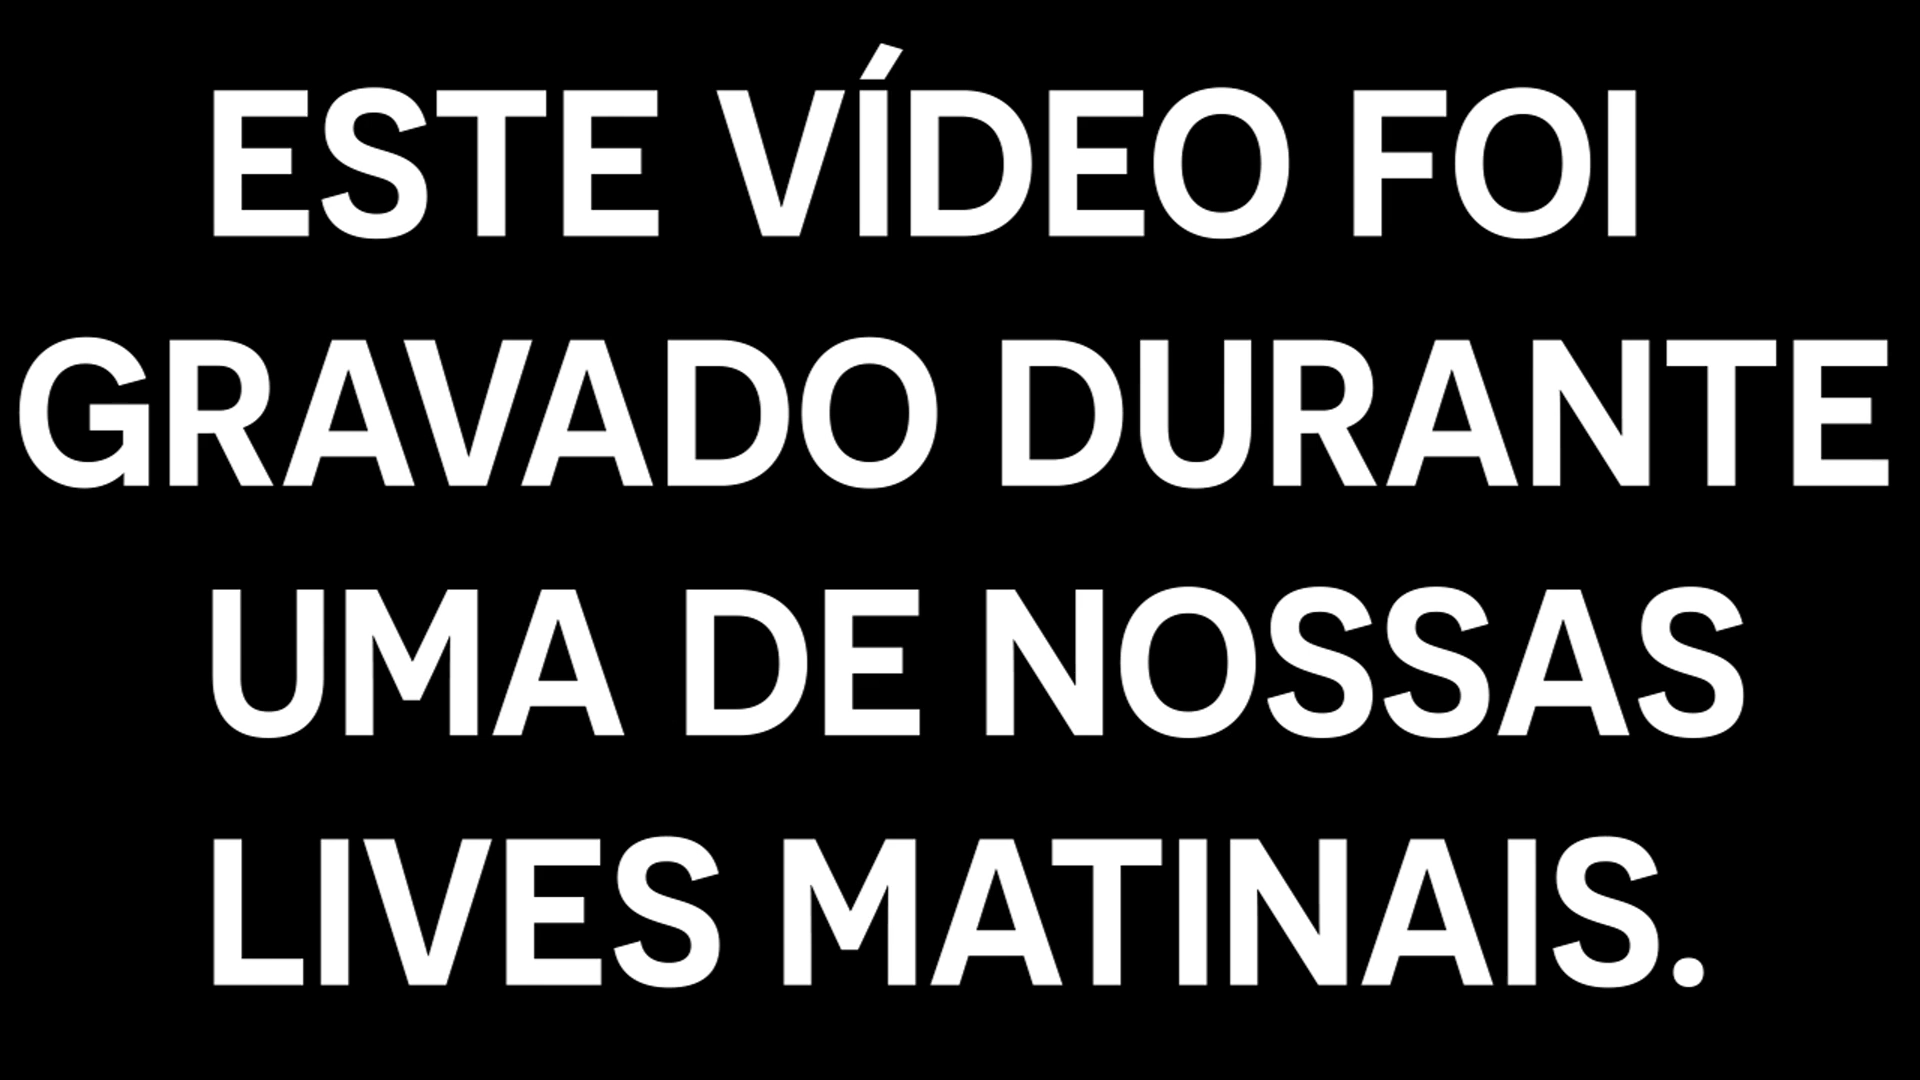 ESTE VÍDEO FOI
GRAVADO DURANTE
UMA DE NOSSAS
LIVES MATINAIS.